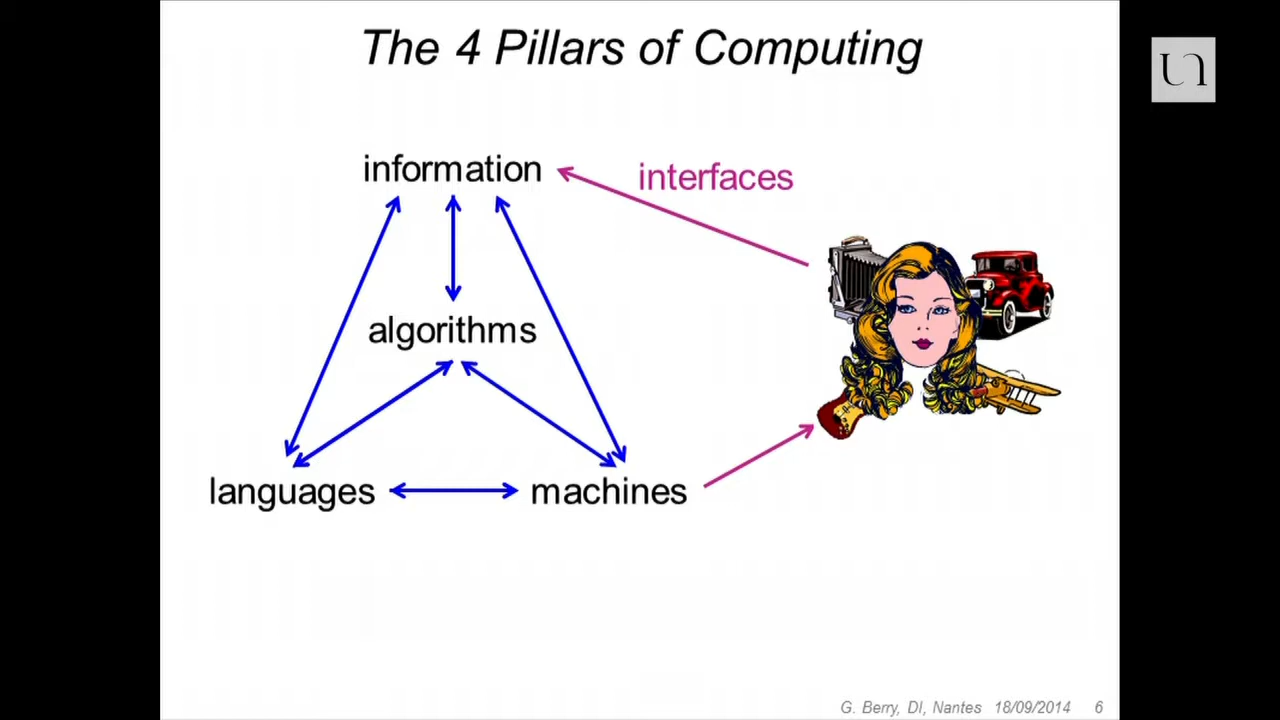 The 4 Pillars of Computing
information
interfaces
algorithms
languages
machines
G. Berry, DI, Nantes 18/09/2014 6